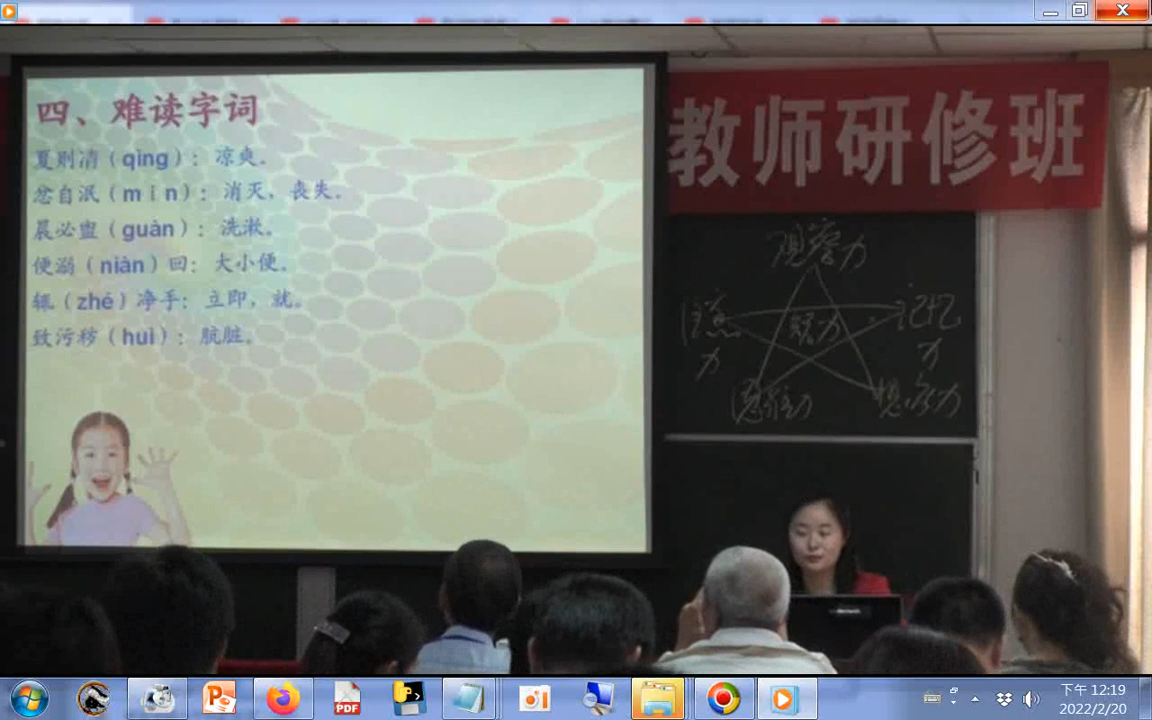 四、难读字词
夏则凊（qìng）：凉爽。
忿自泯（mǐn）：消灭，丧失。
晨必盥（guàn）：洗漱。
便溺（niào）回：大小便。
辄（zhé）净手：立即，就。
致污秽（huì）：肮脏。
教师研修班
观察力
注意力
智力
记忆力
思维力
想象力
下午 12:19
2022/2/20